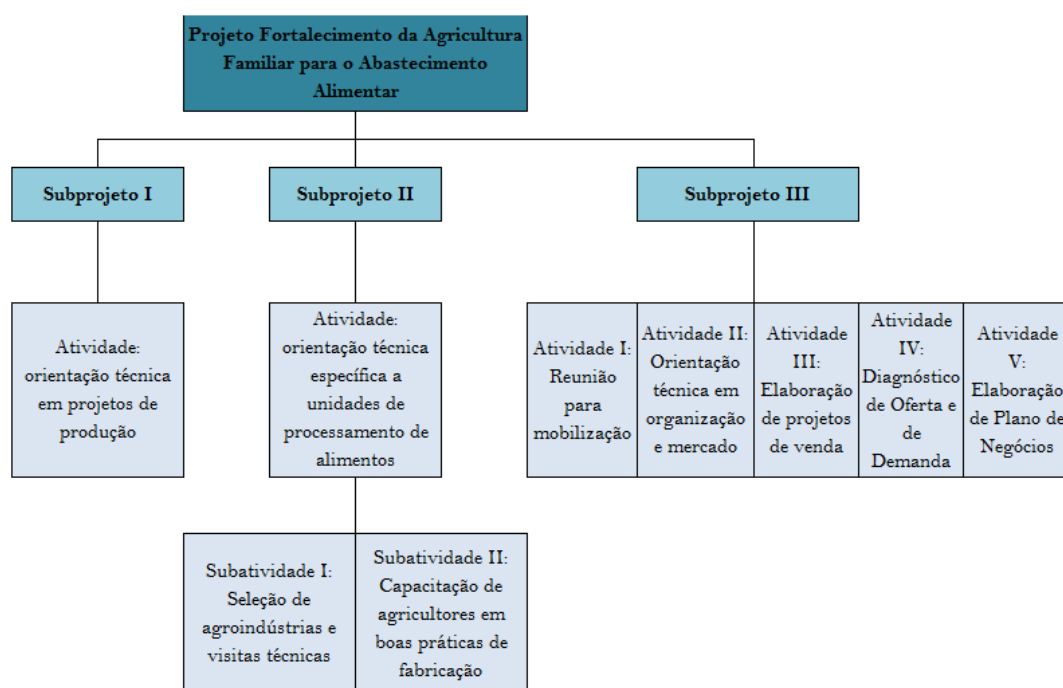 Projeto Fortalecimento da Agricultura
Familiar para o Abastecimento
Alimentar
Subprojeto I
Subprojeto II
Subprojeto III
Atividade:
orientação técnica
em projetos de
produção
Atividade:
orientação técnica
específica a
unidades de
processamento de
alimentos
Atividade I:
Reunião
para
mobilização
Atividade II:
Orientação
técnica em
organização
e mercado
Atividade
III:
Elaboração
de projetos
de venda
Atividade
IV:
Diagnóstico
de Oferta e
de
Demanda
Atividade
V:
Elaboração
de Plano de
Negócios
Subatividade I:
Seleção de
agroindústrias e
visitas técnicas
Subatividade II:
Capacitação de
agricultores em
boas práticas de
fabricação